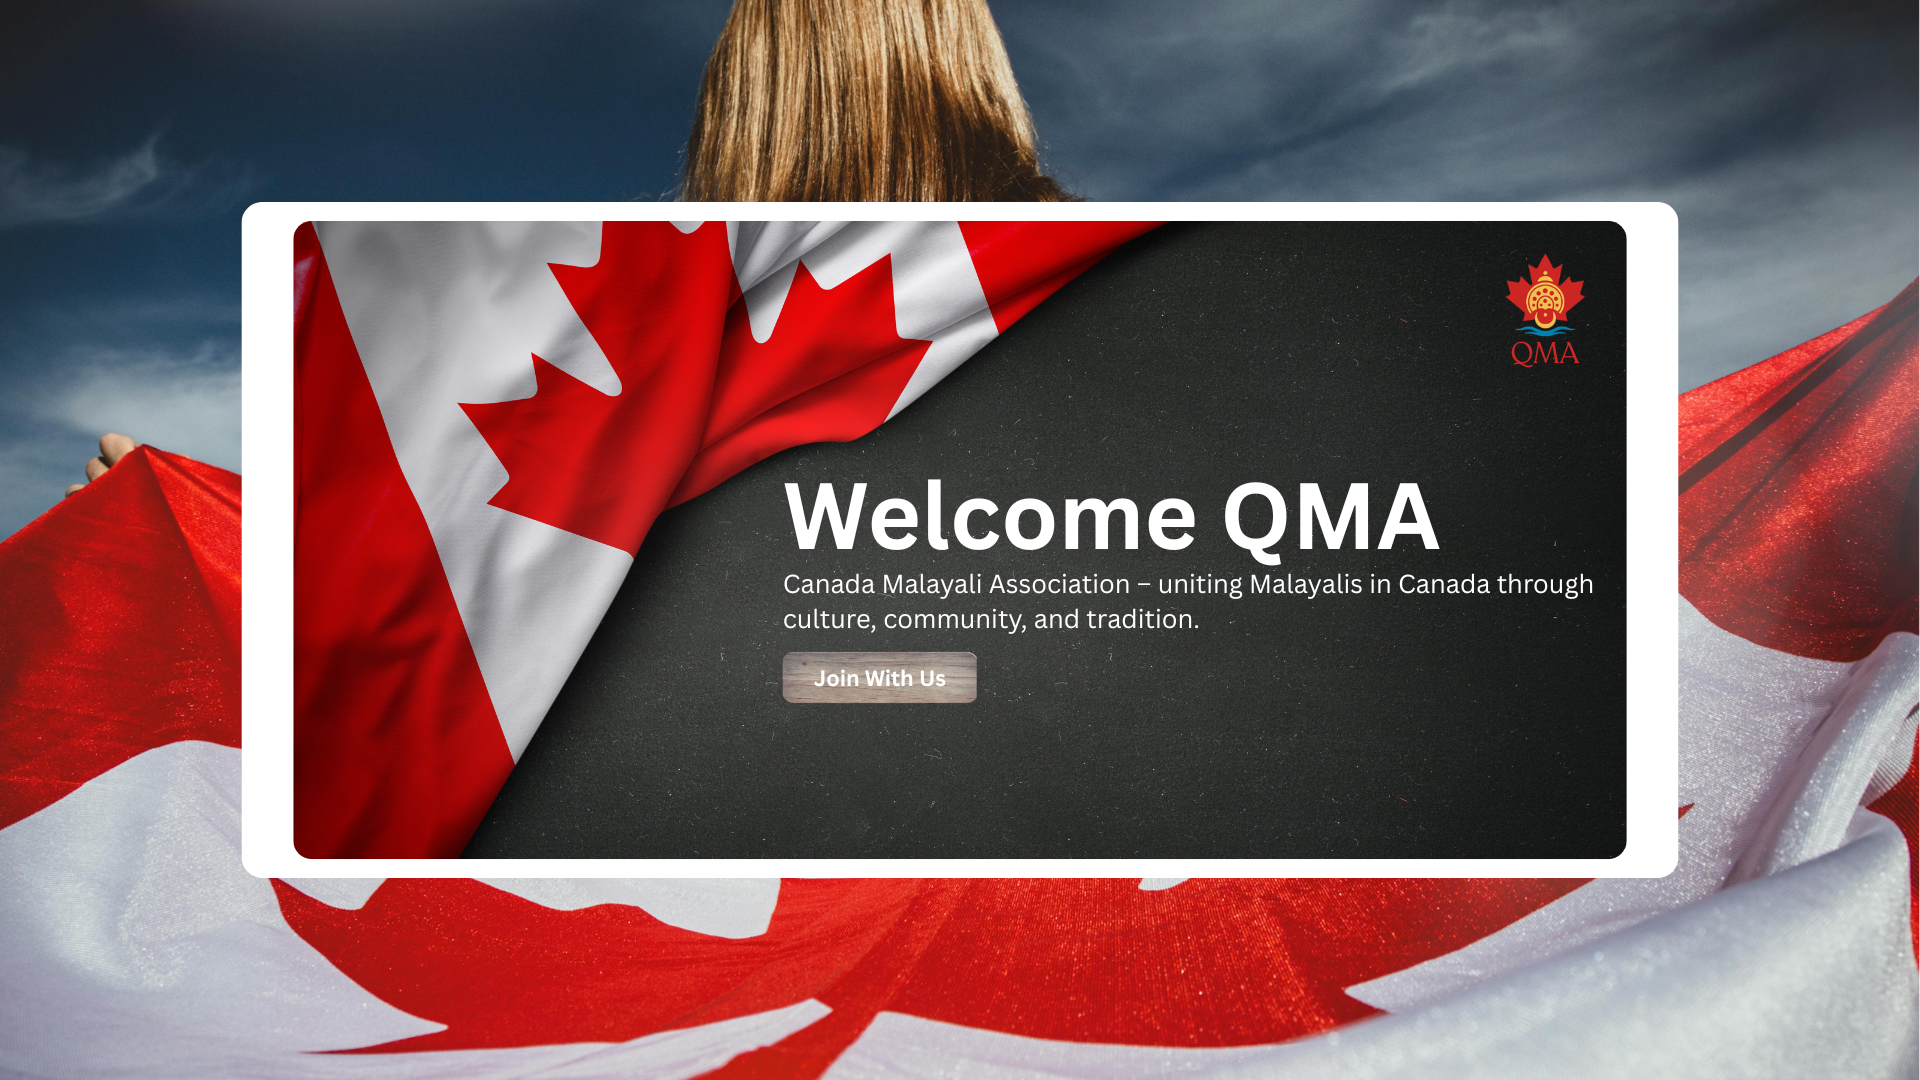 QMA
Welcome QMA
Canada Malayali Association – uniting Malayalis in Canada through
culture, community, and tradition.
Join With Us